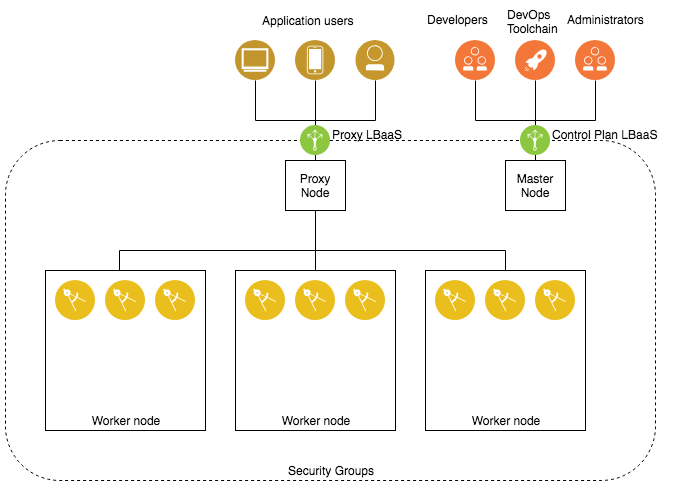 Application users
Developers
DevOps
Toolchain
Administrators
Proxy LBaaS
Control Plan LBaaS
Proxy
Node
Master
Node
Worker node
Worker node
Worker node
Security Groups